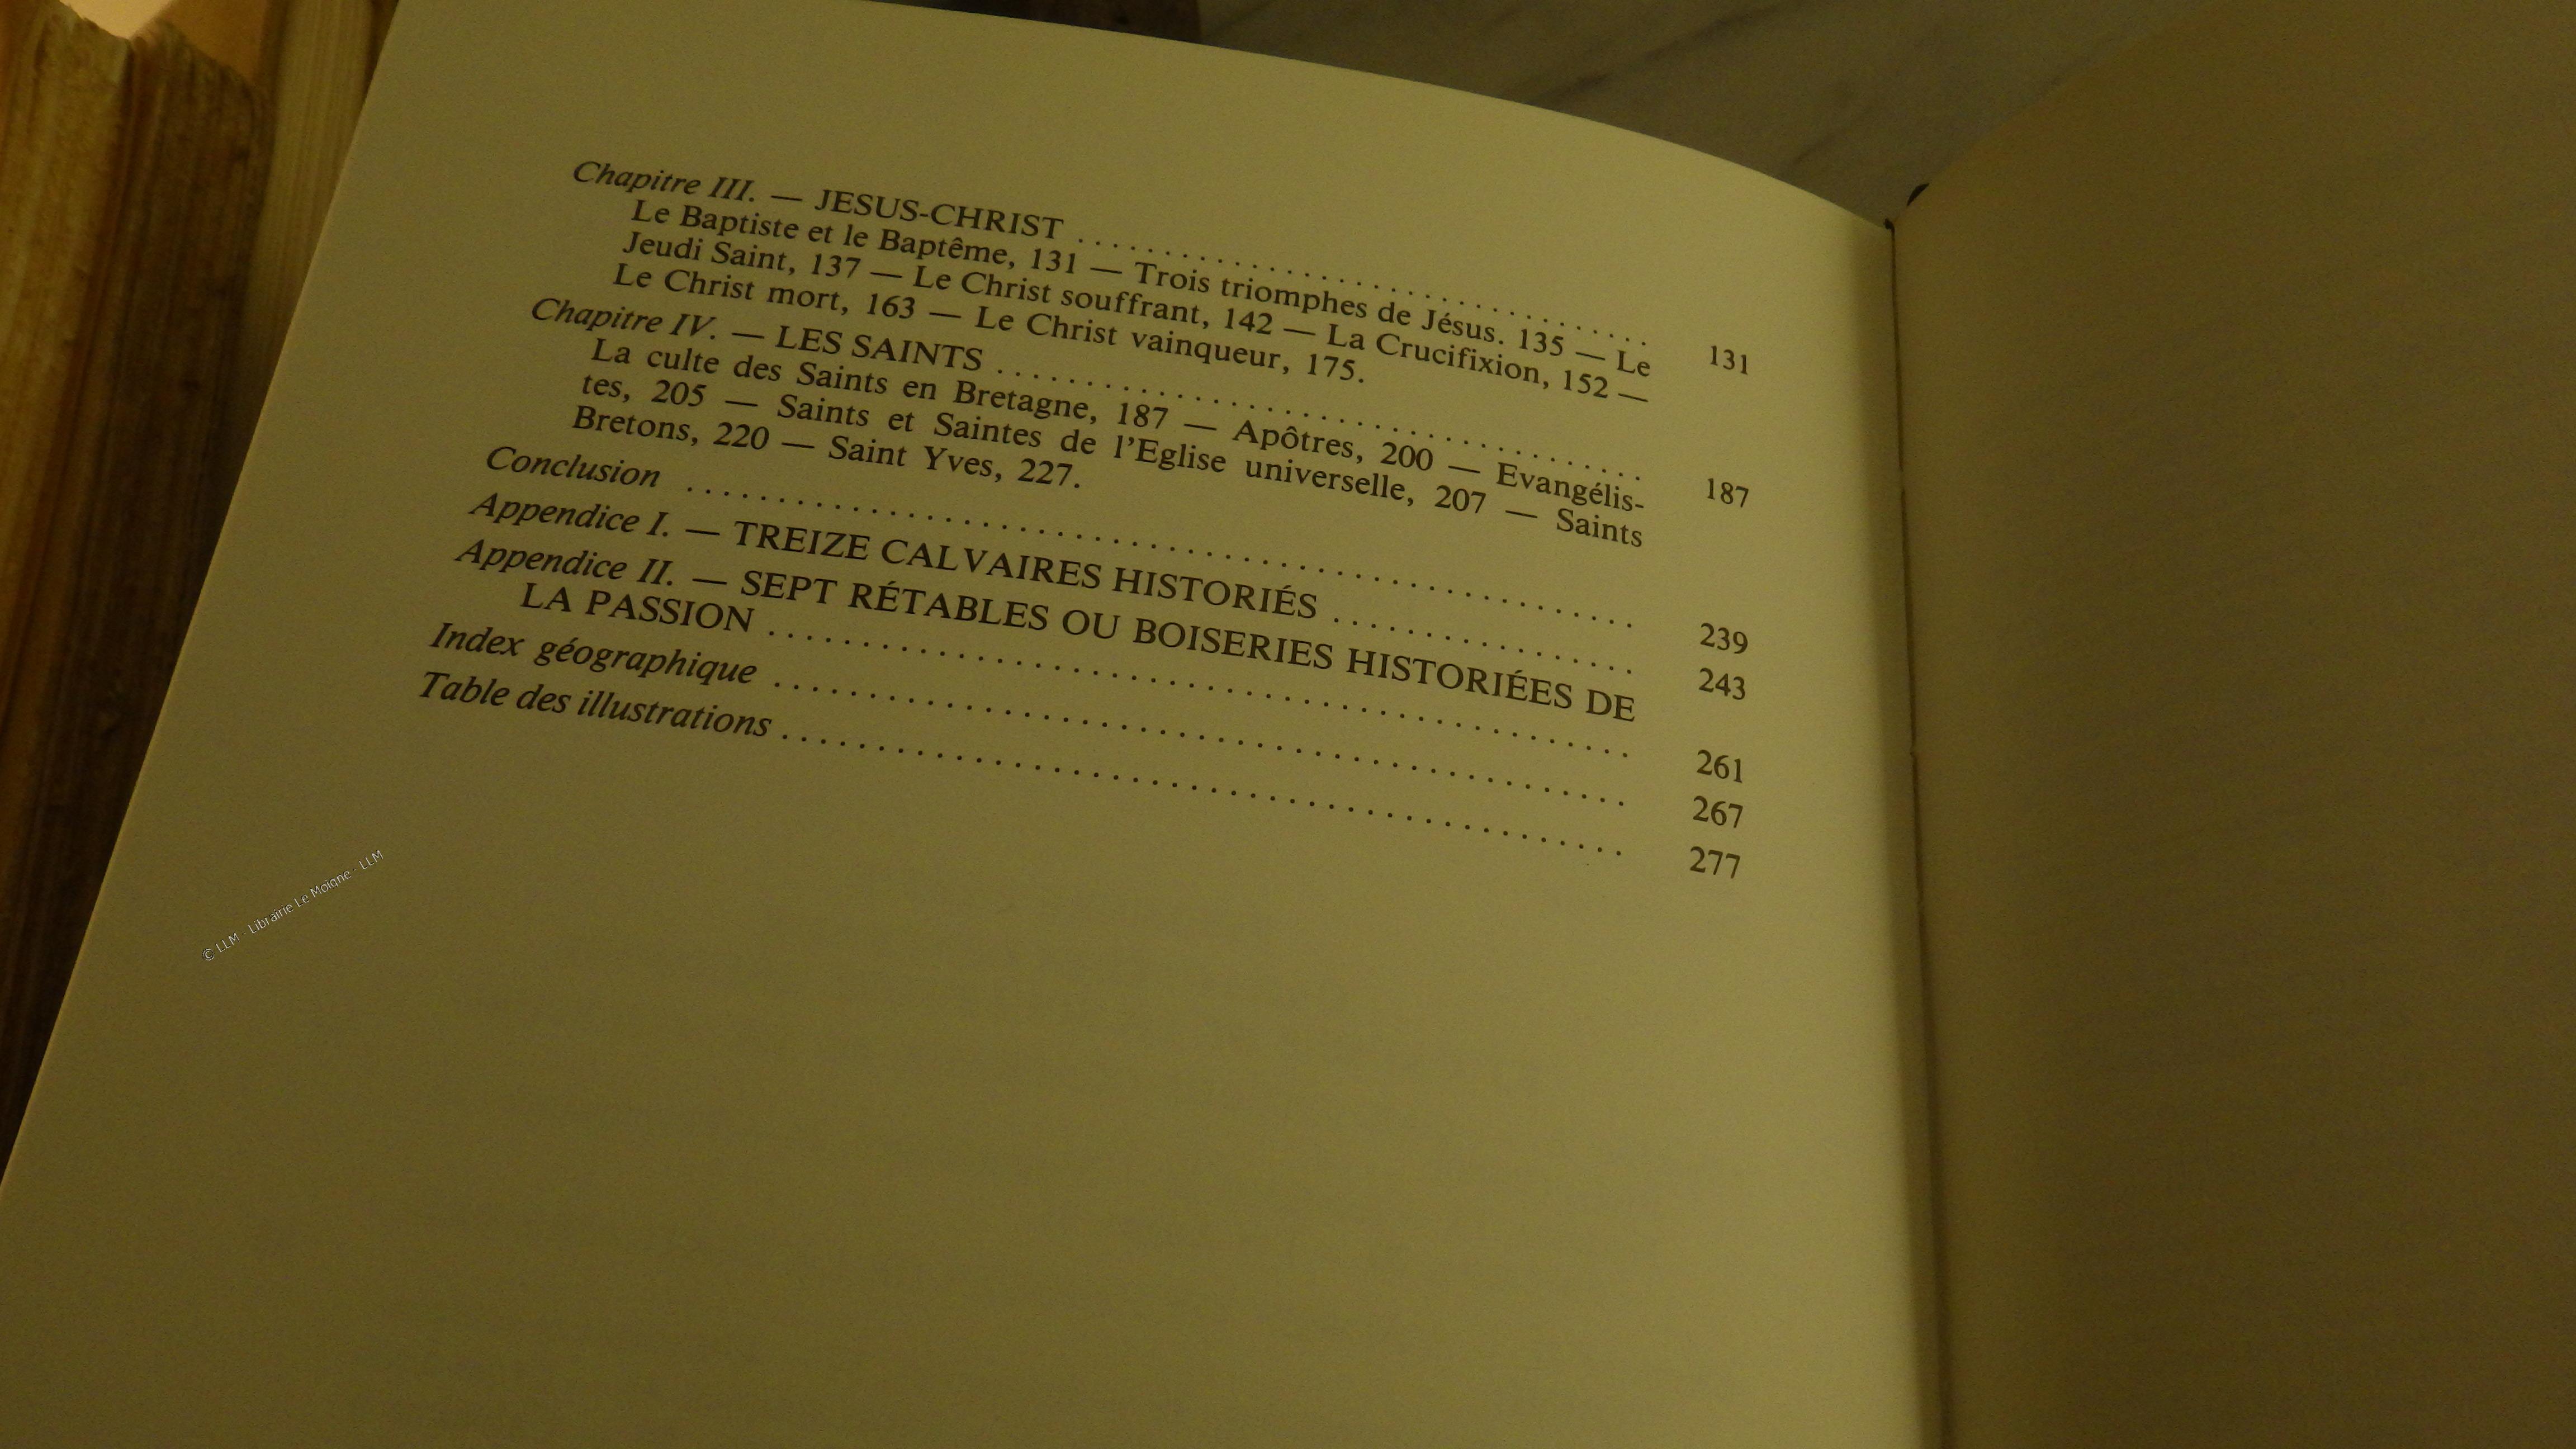 Chapitre III. — JESUS-CHRIST .......... 131
Le Baptiste et le Baptême, 131 — Trois triomphes de Jésus. 135 — Le
Jeudi Saint, 137 — Le Christ souffrant, 142 — La Crucifixion, 152 —
Le Christ mort, 163 — Le Christ vainqueur, 175.
Chapitre IV. — LES SAINTS .......... 187
La culte des Saints en Bretagne, 187 — Apôtres, 200 — Evangélis-
tes, 205 — Saints et Saintes de l'Eglise universelle, 207 — Saints
Bretons, 220 — Saint Yves, 227.
Conclusion .......... 239
Appendice I. — TREIZE CALVAIRES HISTORIÉS .......... 243
Appendice II. — SEPT RÉTABLES OU BOISERIES HISTORIÉES DE
LA PASSION .......... 261
Index géographique .......... 267
Table des illustrations .......... 277
© LLM - Librairie Le Moigne - LLM